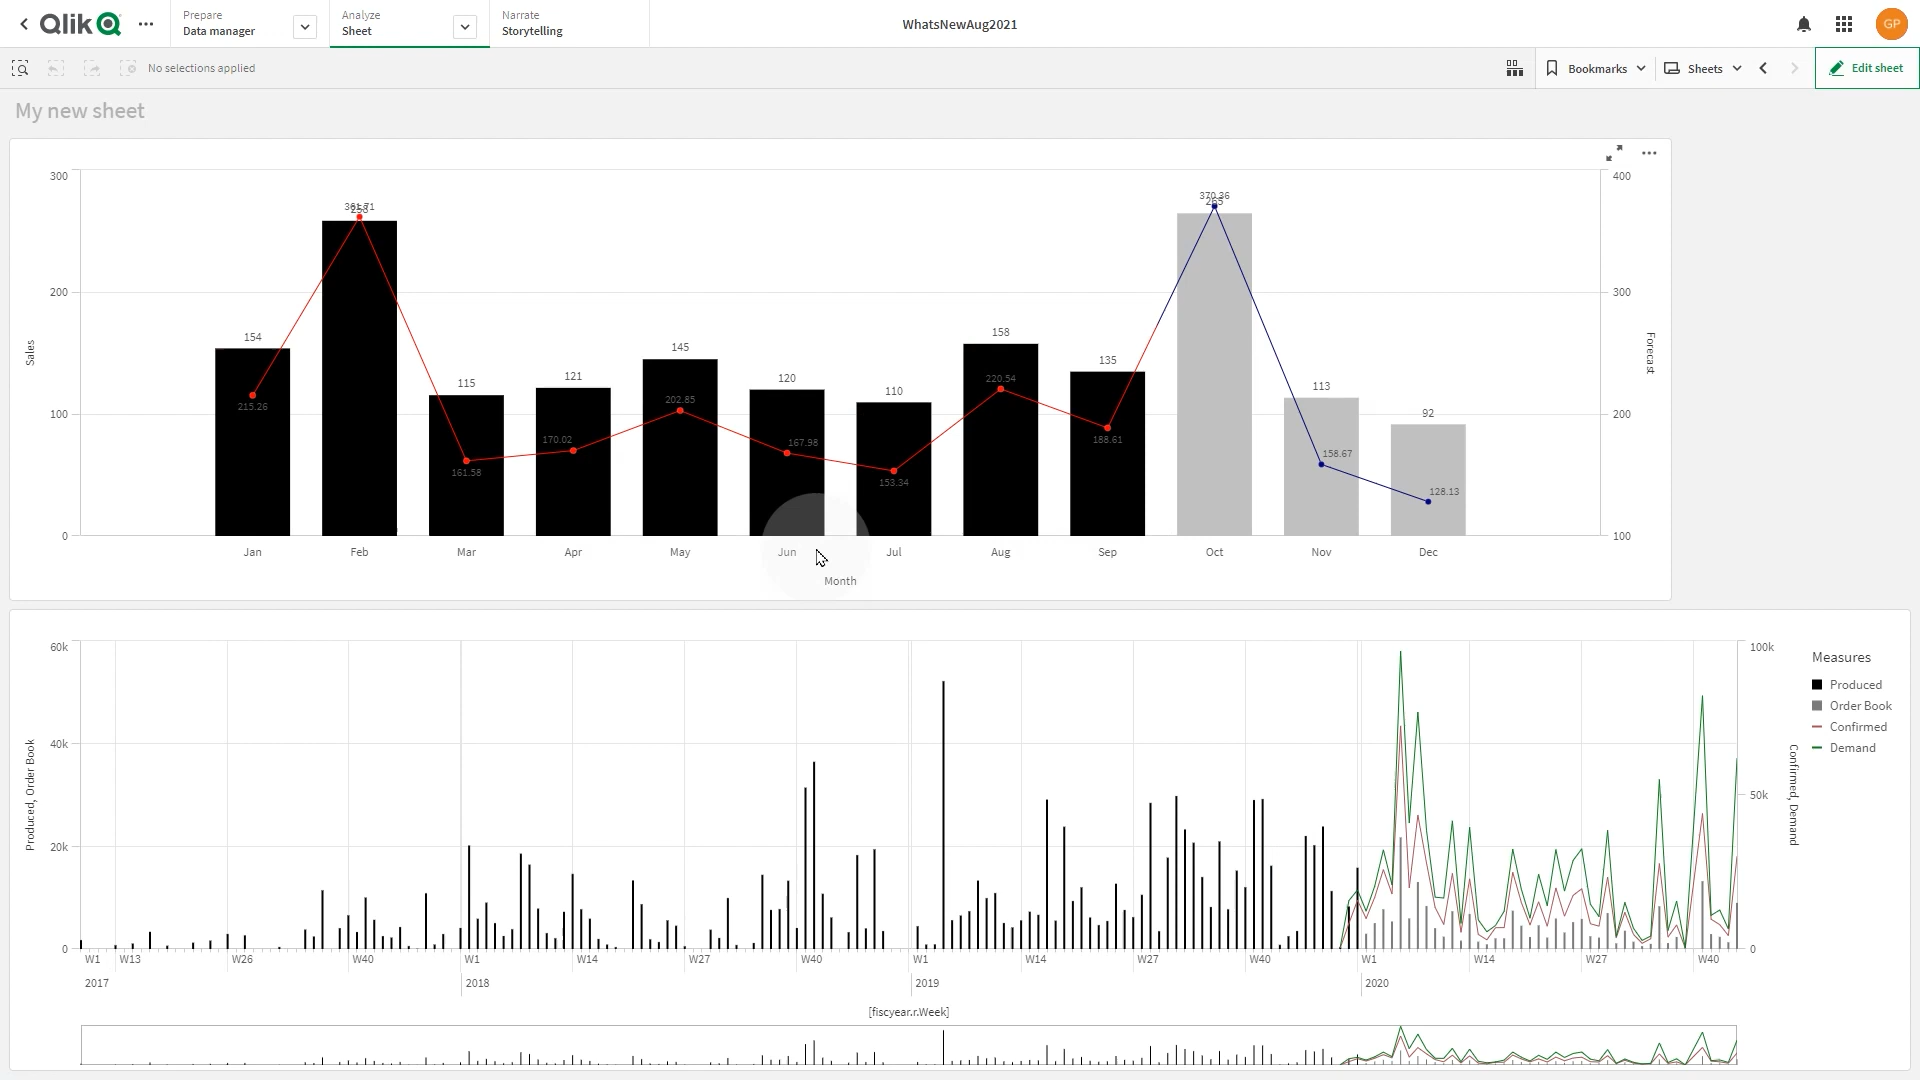 Qlik
Prepare
Data manager
Analyze
Sheet
Narrate
Storytelling
WhatsNewAug2021
GP
No selections applied
Bookmarks
Sheets
Edit sheet
My new sheet
300
200
100
0
Sales
400
300
200
100
Forecast
154
115
121
145
120
110
158
135
113
92
215.26
161.58
170.02
202.85
167.98
153.34
220.54
188.61
370.36
158.67
128.13
Jan Feb Mar Apr May Jun Jul Aug Sep Oct Nov Dec
Month
60k
40k
20k
0
Produced, Order Book
100k
50k
0
Confirmed, Demand
Measures
Produced
Order Book
Confirmed
Demand
W1 W13 W26 W40 W1 W14 W27 W40 W1 W14 W27 W40 W1 W14 W27 W40
2017 2018 2019 2020
[fiscyear.r.Week]